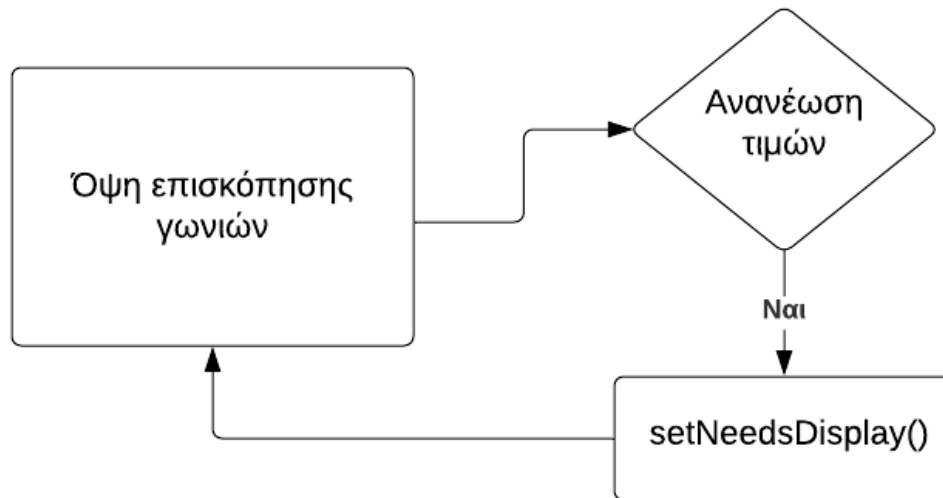 Όψη επισκόπησης
γωνιών
Ανανέωση
τιμών
Ναι
setNeedsDisplay()